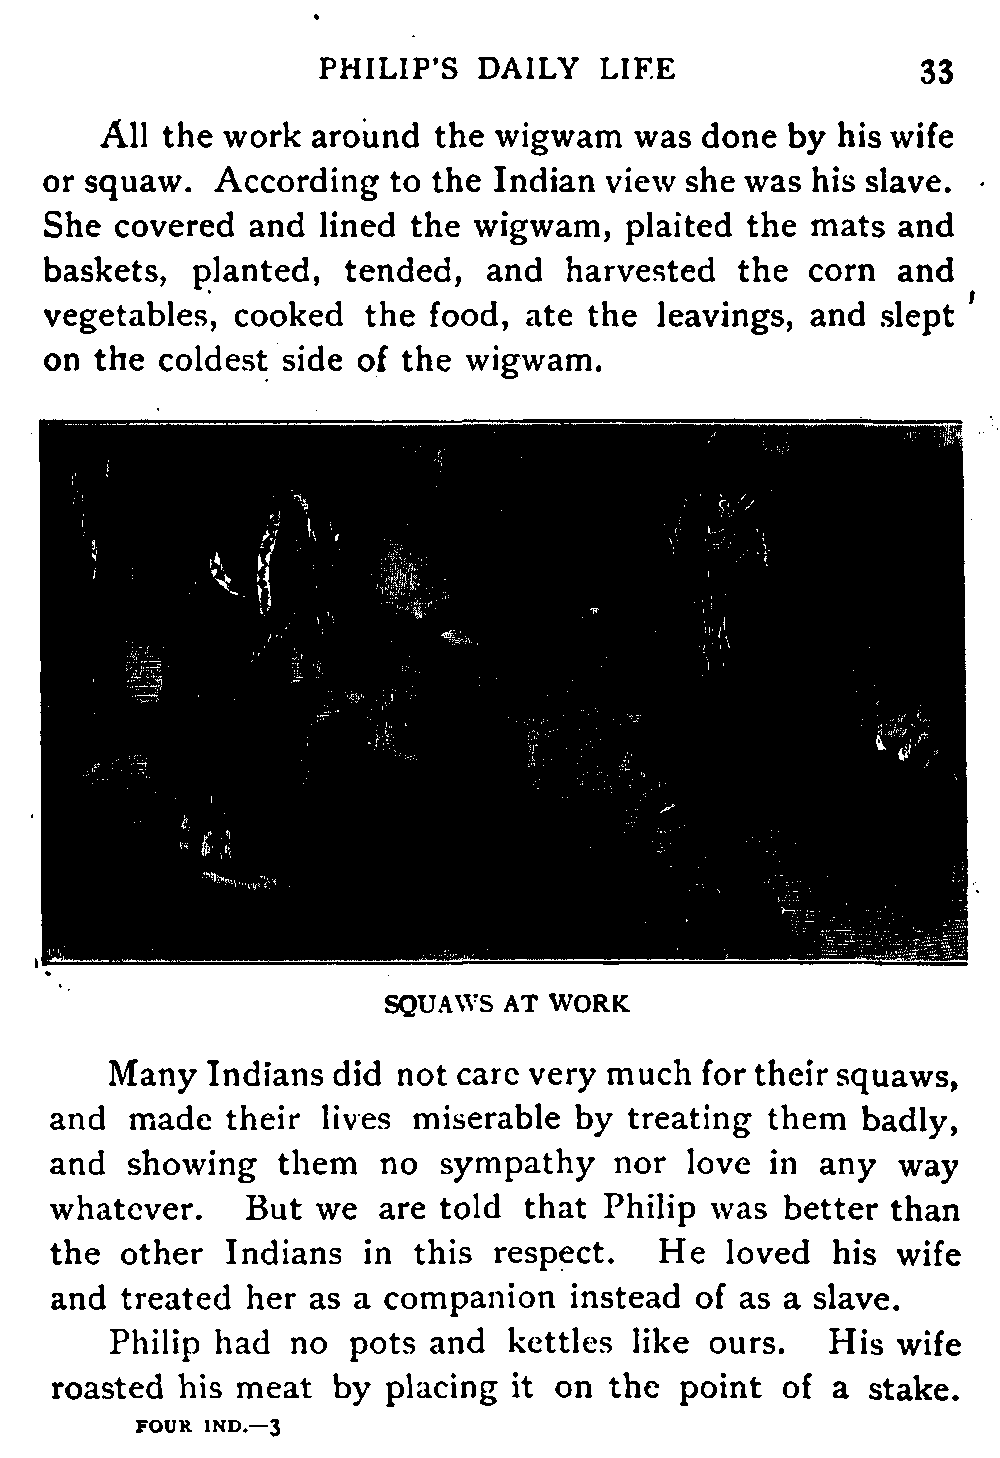 PHILIP'S DAILY LIFE 33
All the work around the wigwam was done by his wife
or squaw. According to the Indian view she was his slave.
She covered and lined the wigwam, plaited the mats and
baskets, planted, tended, and harvested the corn and
vegetables, cooked the food, ate the leavings, and slept
on the coldest side of the wigwam.
SQUAWS AT WORK
Many Indians did not care very much for their squaws,
and made their lives miserable by treating them badly,
and showing them no sympathy nor love in any way
whatever. But we are told that Philip was better than
the other Indians in this respect. He loved his wife
and treated her as a companion instead of as a slave.
Philip had no pots and kettles like ours. His wife
roasted his meat by placing it on the point of a stake.
FOUR IND.—3